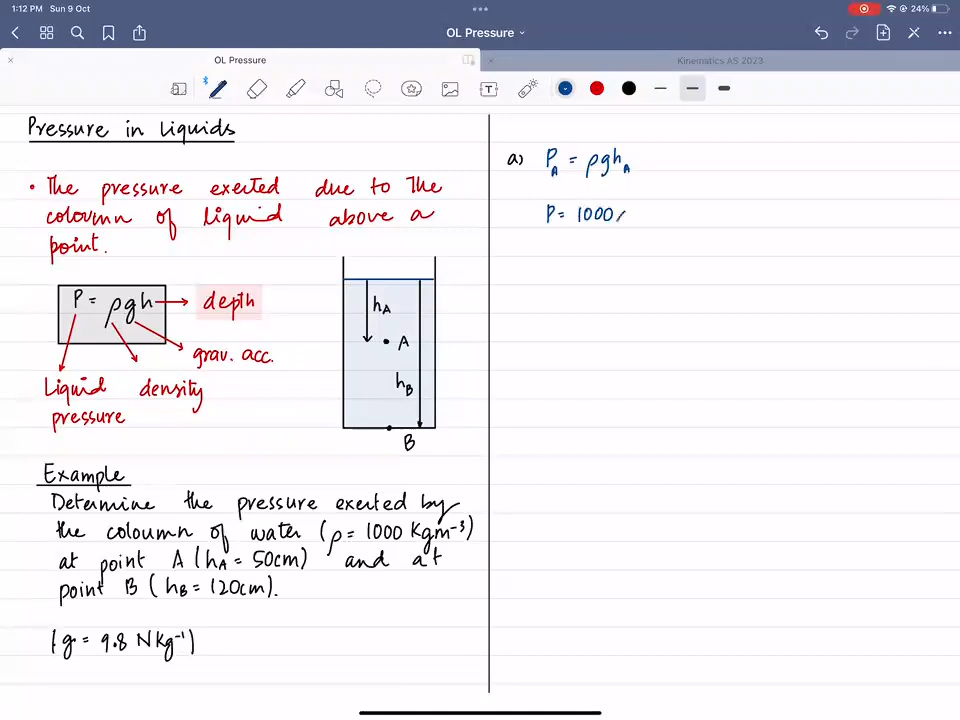 1:12 PM Sun 9 Oct
24%
OL Pressure
OL Pressure
Kinematics AS 2023
Pressure in Liquids
• The pressure exerted due to the
coloumn of liquid above a
point.
P = ρgh
depth
grav. acc.
Liquid pressure
density
hA
A
hB
B
Example
Determine the pressure exerted by
the coloumn of water (ρ = 1000 Kgm⁻³)
at point A (hA = 50cm) and at
point B (hB = 120cm).
(g = 9.8 NKg⁻¹)
a) PA = ρghA
P = 1000